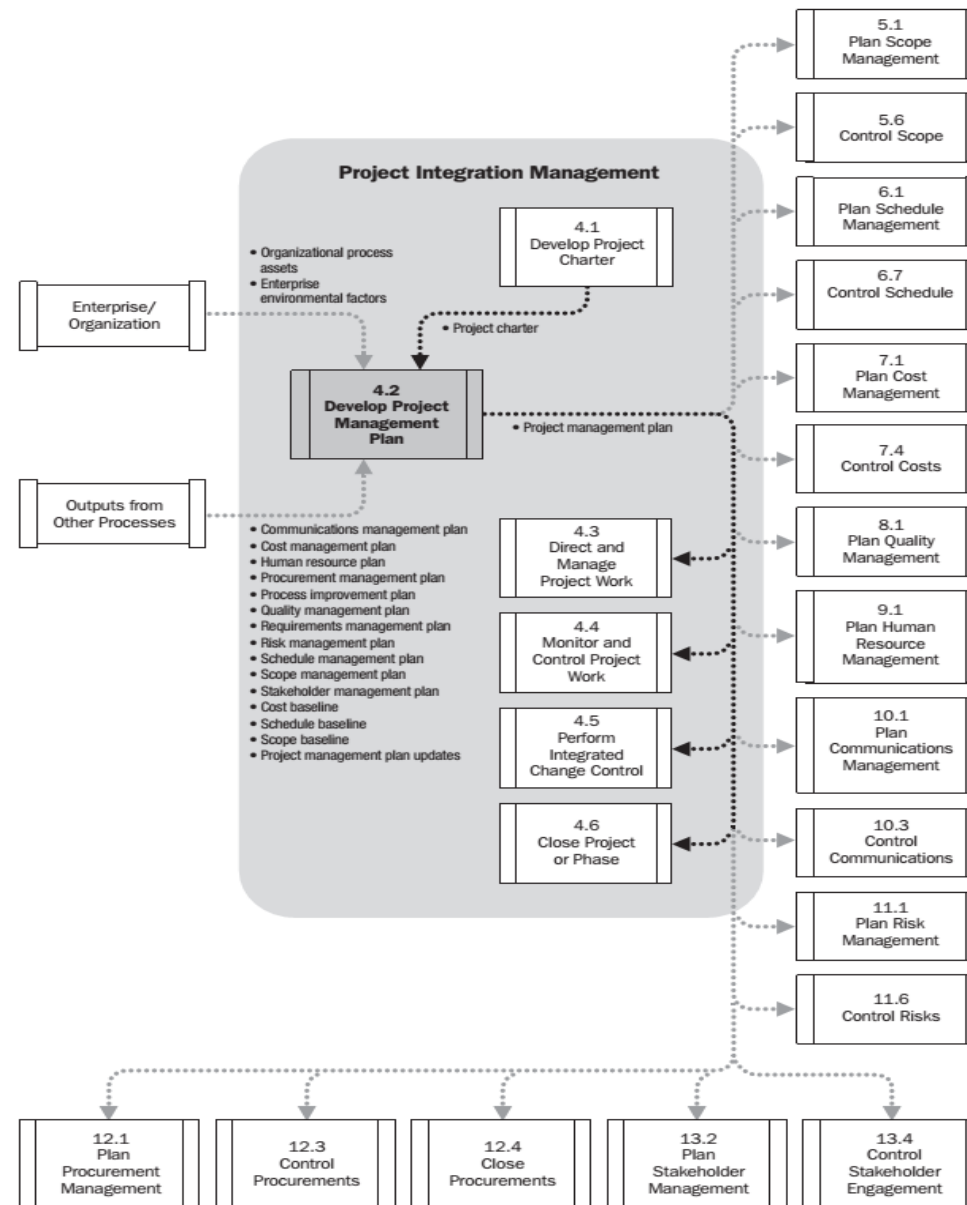 Project Integration Management
• Organizational process
assets
• Enterprise
environmental factors
Enterprise/
Organization
4.1
Develop Project
Charter
• Project charter
4.2
Develop Project
Management
Plan
• Project management plan
Outputs from
Other Processes
• Communications management plan
• Cost management plan
• Human resource plan
• Procurement management plan
• Process improvement plan
• Quality management plan
• Requirements management plan
• Risk management plan
• Schedule management plan
• Scope management plan
• Stakeholder management plan
• Cost baseline
• Schedule baseline
• Scope baseline
• Project management plan updates
4.3
Direct and
Manage
Project Work
4.4
Monitor and
Control Project
Work
4.5
Perform
Integrated
Change Control
4.6
Close Project
or Phase
5.1
Plan Scope
Management
5.6
Control Scope
6.1
Plan Schedule
Management
6.7
Control Schedule
7.1
Plan Cost
Management
7.4
Control Costs
8.1
Plan Quality
Management
9.1
Plan Human
Resource
Management
10.1
Plan
Communications
Management
10.3
Control
Communications
11.1
Plan Risk
Management
11.6
Control Risks
12.1
Plan
Procurement
Management
12.3
Control
Procurements
12.4
Close
Procurements
13.2
Plan
Stakeholder
Management
13.4
Control
Stakeholder
Engagement